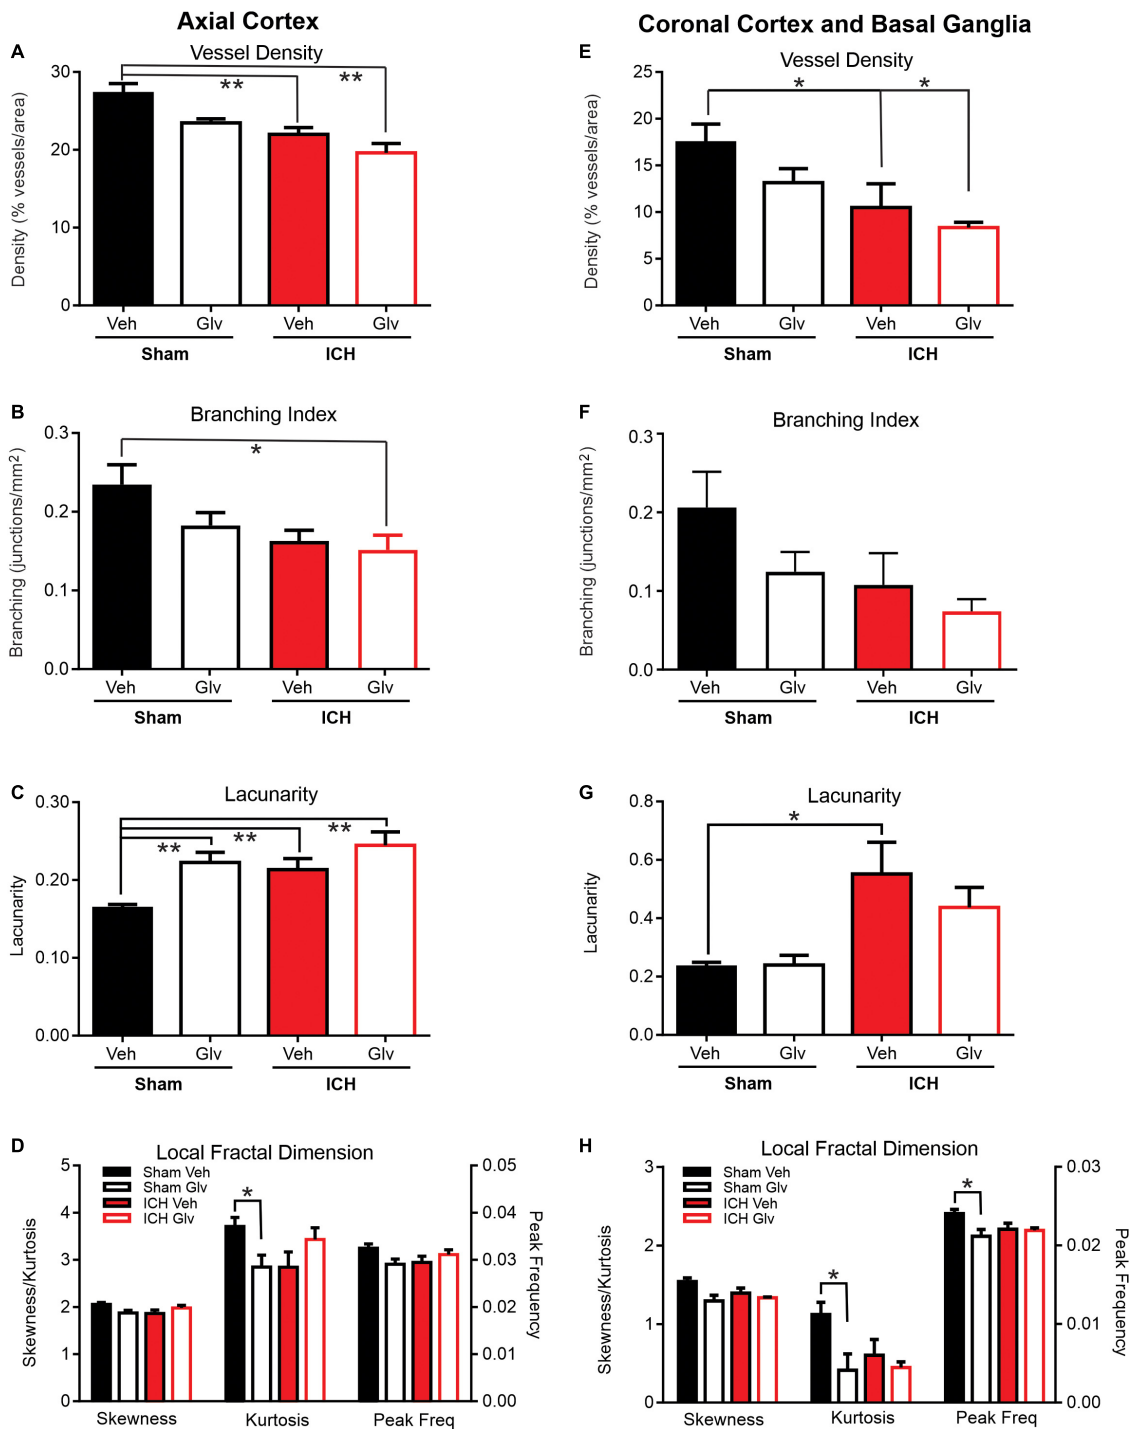 Axial Cortex
A
Vessel Density
Density (% vessels/area)
30
20
10
0
**
**
Veh Glv Veh Glv
Sham ICH
B
Branching Index
Branching (junctions/mm2)
0.3
0.2
0.1
0.0
*
Veh Glv Veh Glv
Sham ICH
C
Lacunarity
Lacunarity
0.30
0.20
0.10
0.00
**
**
**
Veh Glv Veh Glv
Sham ICH
D
Local Fractal Dimension
Skewness/Kurtosis
5
4
3
2
1
0
Sham Veh
Sham Glv
ICH Veh
ICH Glv
*
0.05
0.04
0.03
0.02
0.01
0.00
Peak Frequency
Skewness Kurtosis Peak Freq
Coronal Cortex and Basal Ganglia
E
Vessel Density
Density (% vessels/area)
25
20
15
10
5
0
*
*
Veh Glv Veh Glv
Sham ICH
F
Branching Index
Branching (junctions/mm2)
0.3
0.2
0.1
0.0
Veh Glv Veh Glv
Sham ICH
G
Lacunarity
Lacunarity
0.8
0.6
0.4
0.2
0.0
*
Veh Glv Veh Glv
Sham ICH
H
Local Fractal Dimension
Skewness/Kurtosis
3
2
1
0
Sham Veh
Sham Glv
ICH Veh
ICH Glv
*
*
0.03
0.02
0.01
0.00
Peak Frequency
Skewness Kurtosis Peak Freq